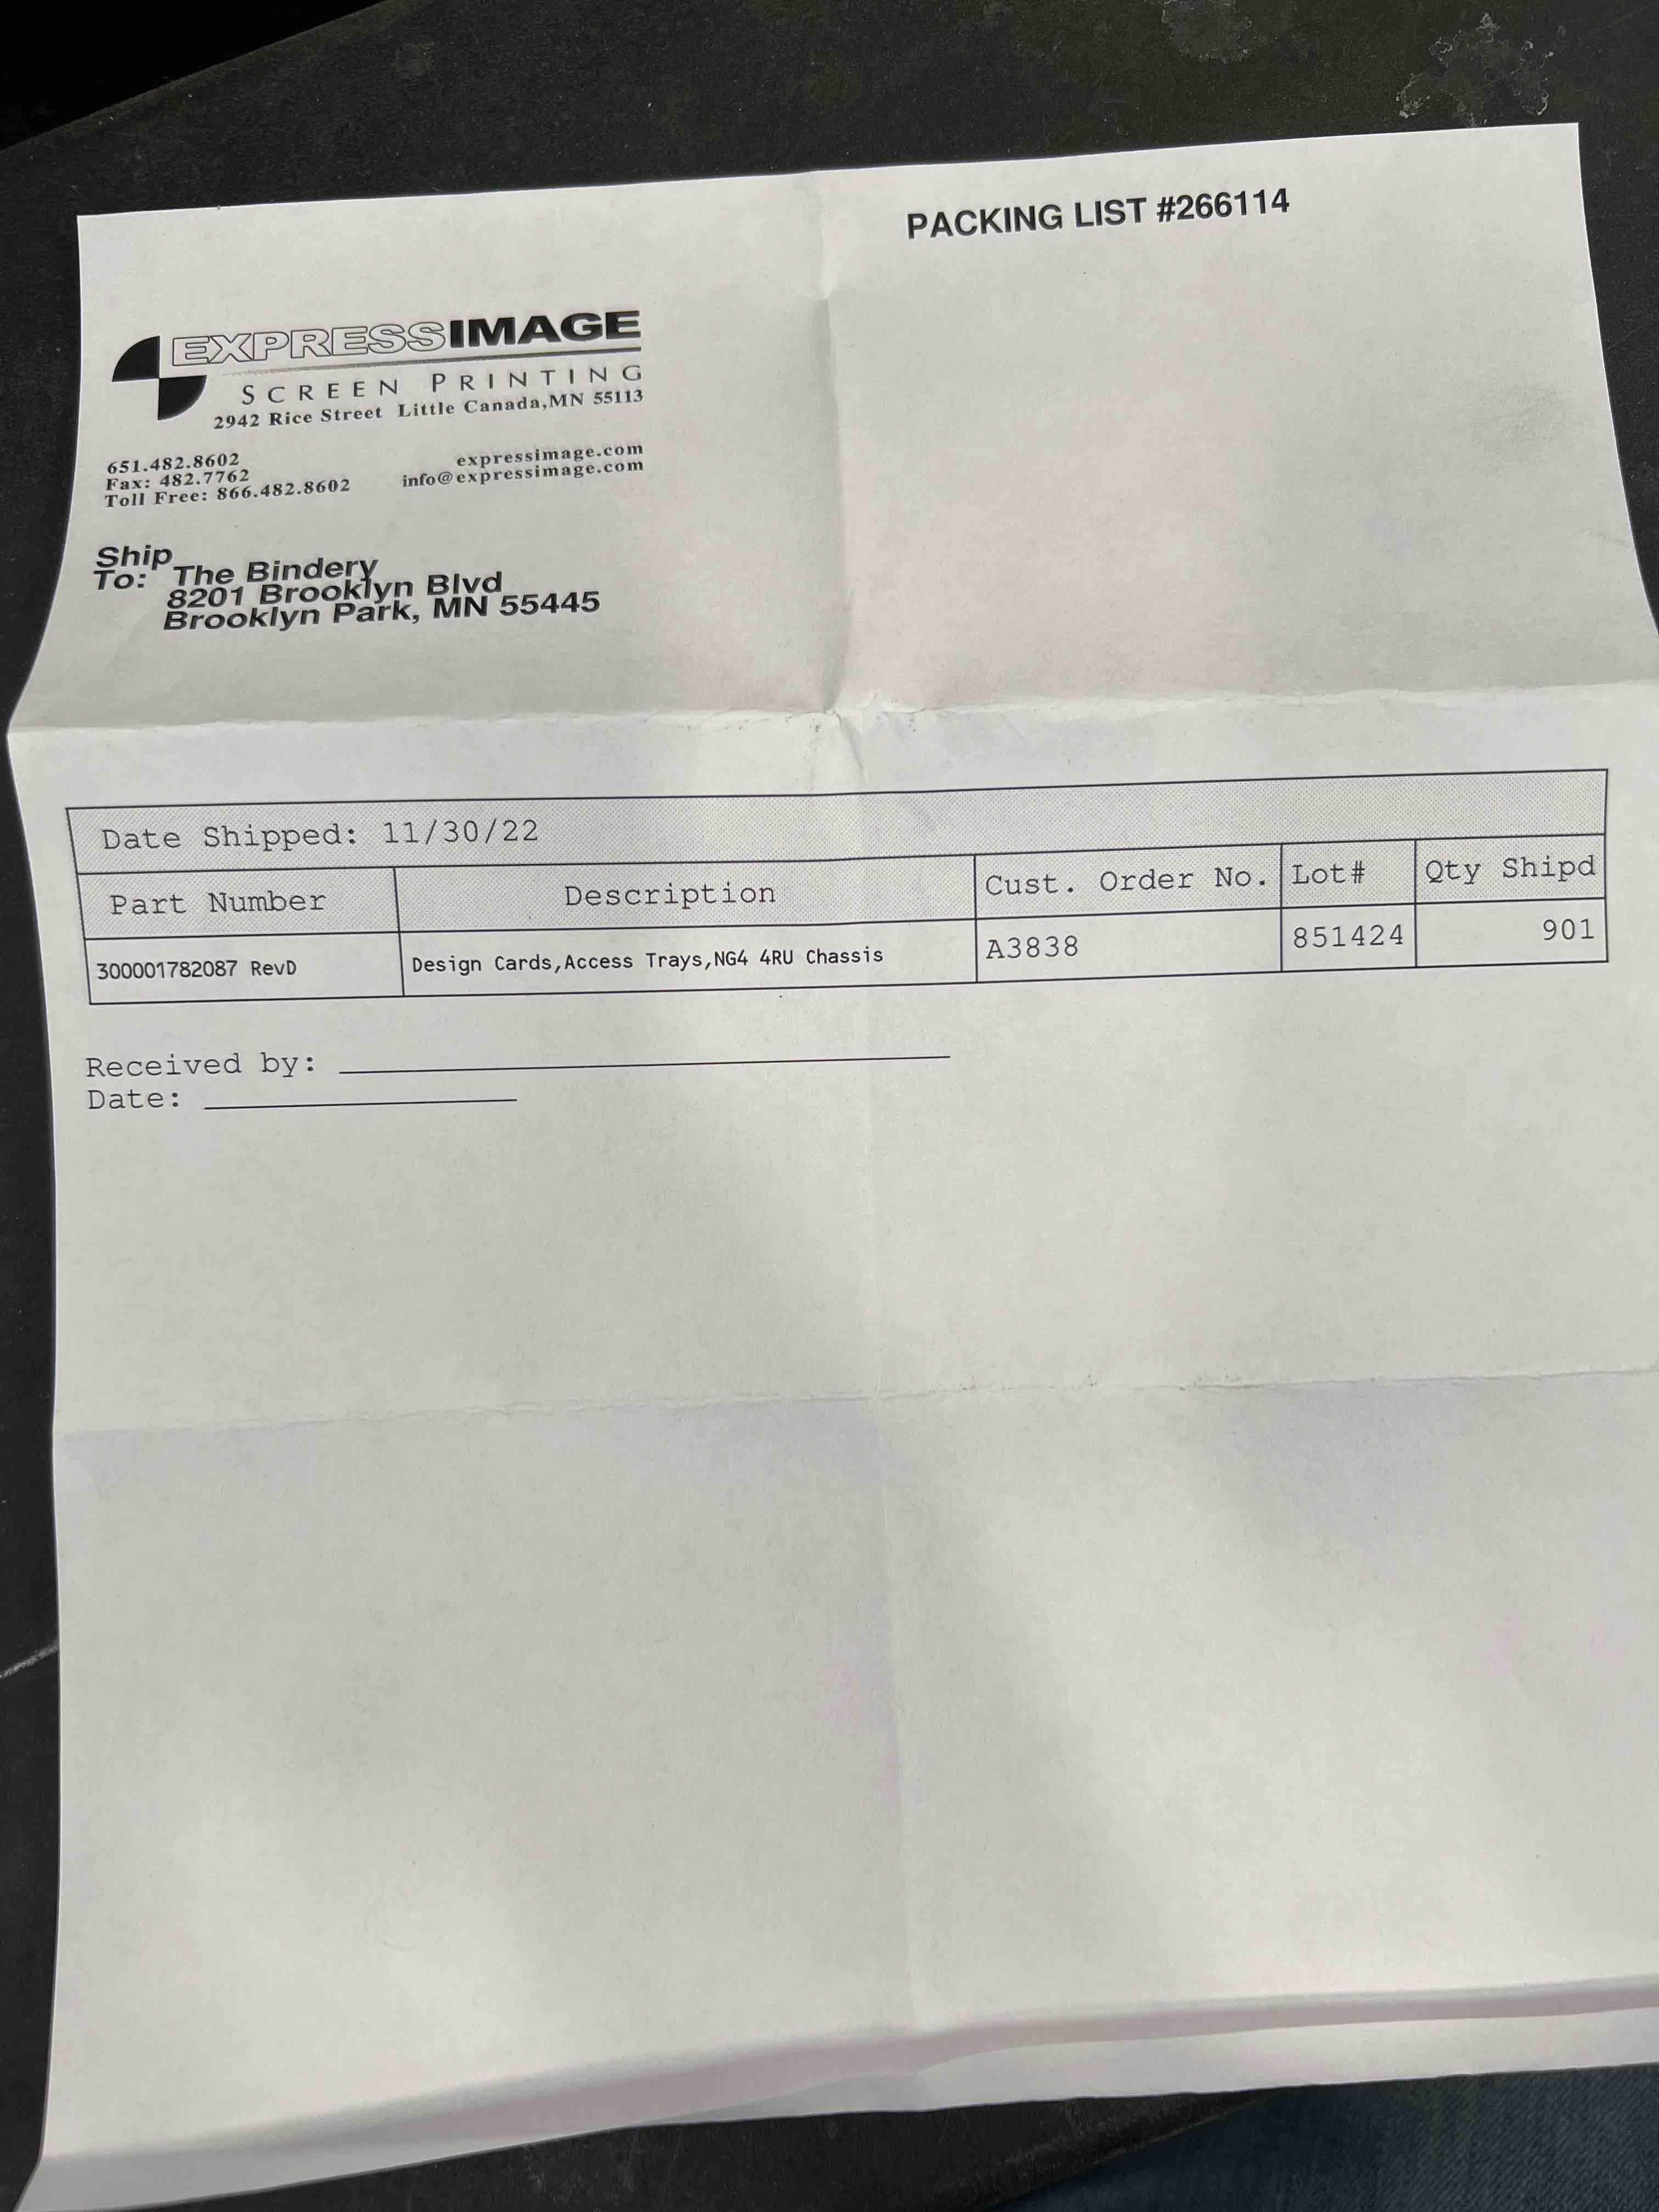 PACKING LIST #266114
EXPRESSIMAGE
SCREEN PRINTING
2942 Rice Street Little Canada,MN 55113
651.482.8602 expressimage.com
Fax: 482.7762 info@expressimage.com
Toll Free: 866.482.8602
Ship To: The Bindery
8201 Brooklyn Blvd
Brooklyn Park, MN 55445
Date Shipped: 11/30/22
Part Number Description Cust. Order No. Lot# Qty Shipd
300001782087 RevD Design Cards,Access Trays,NG4 4RU Chassis A3838 851424 901
Received by:
Date: